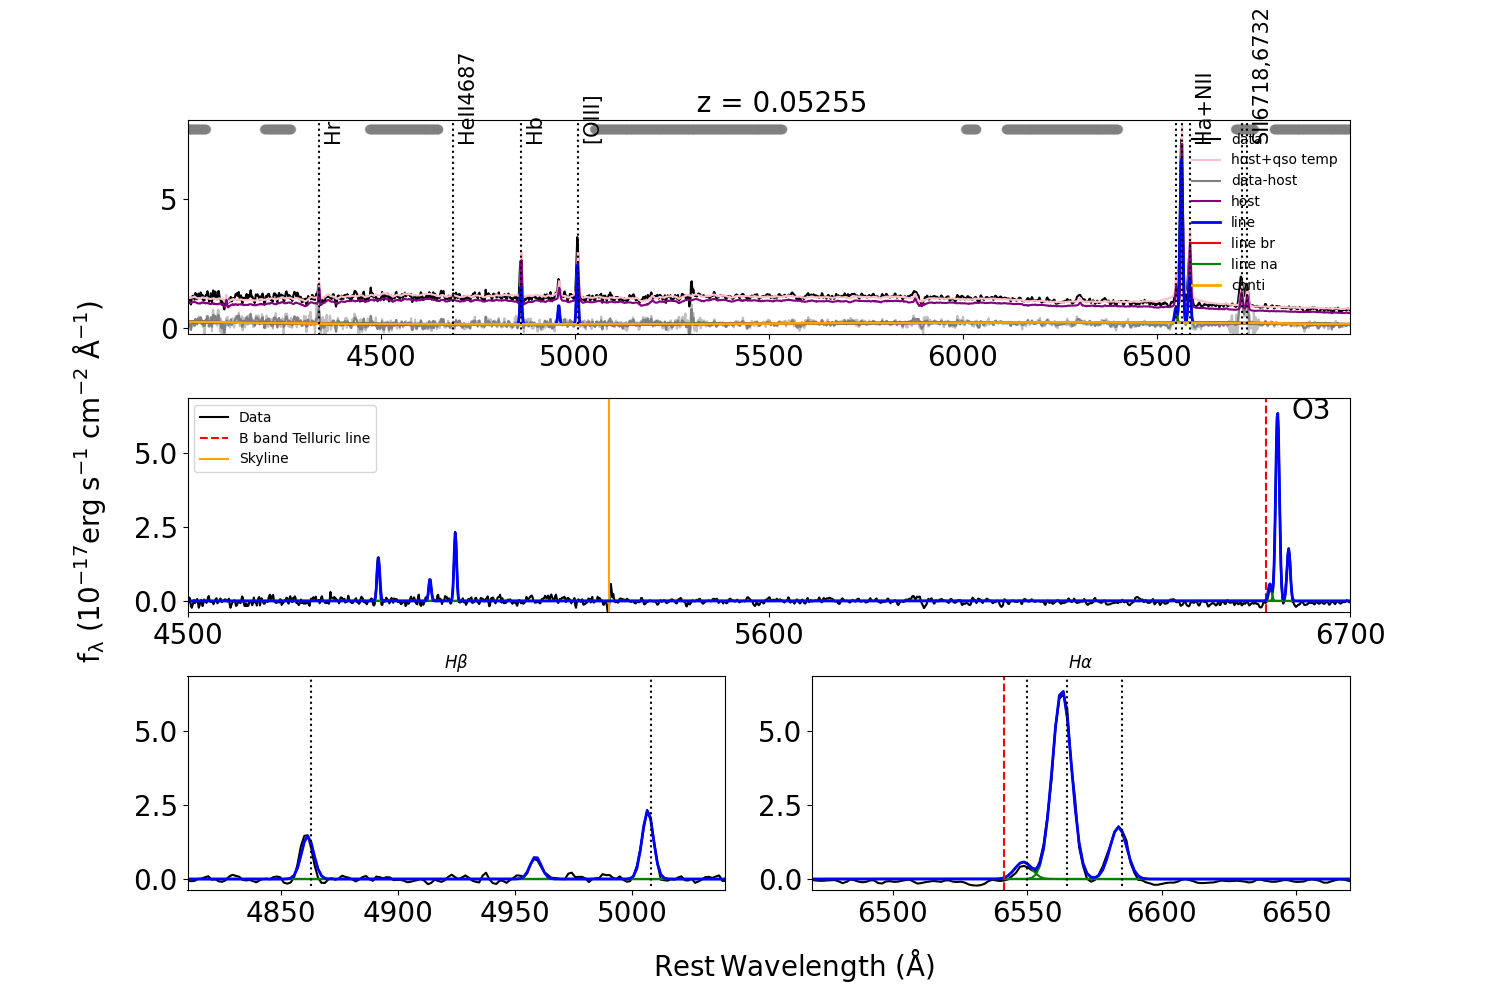 z = 0.05255
Hr
HeII4687
Hb
[OIII]
Ha+NII
SII6718,6732
data
host+qso temp
data-host
host
line
line br
line na
conti
5
0
4500
5000
5500
6000
6500
fλ (10⁻¹⁷erg s⁻¹ cm⁻² Å⁻¹)
Data
B band Telluric line
Skyline
O3
5.0
2.5
0.0
4500
5600
6700
Hβ
5.0
2.5
0.0
4850
4900
4950
5000
Hα
5.0
2.5
0.0
6500
6550
6600
6650
Rest Wavelength (Å)